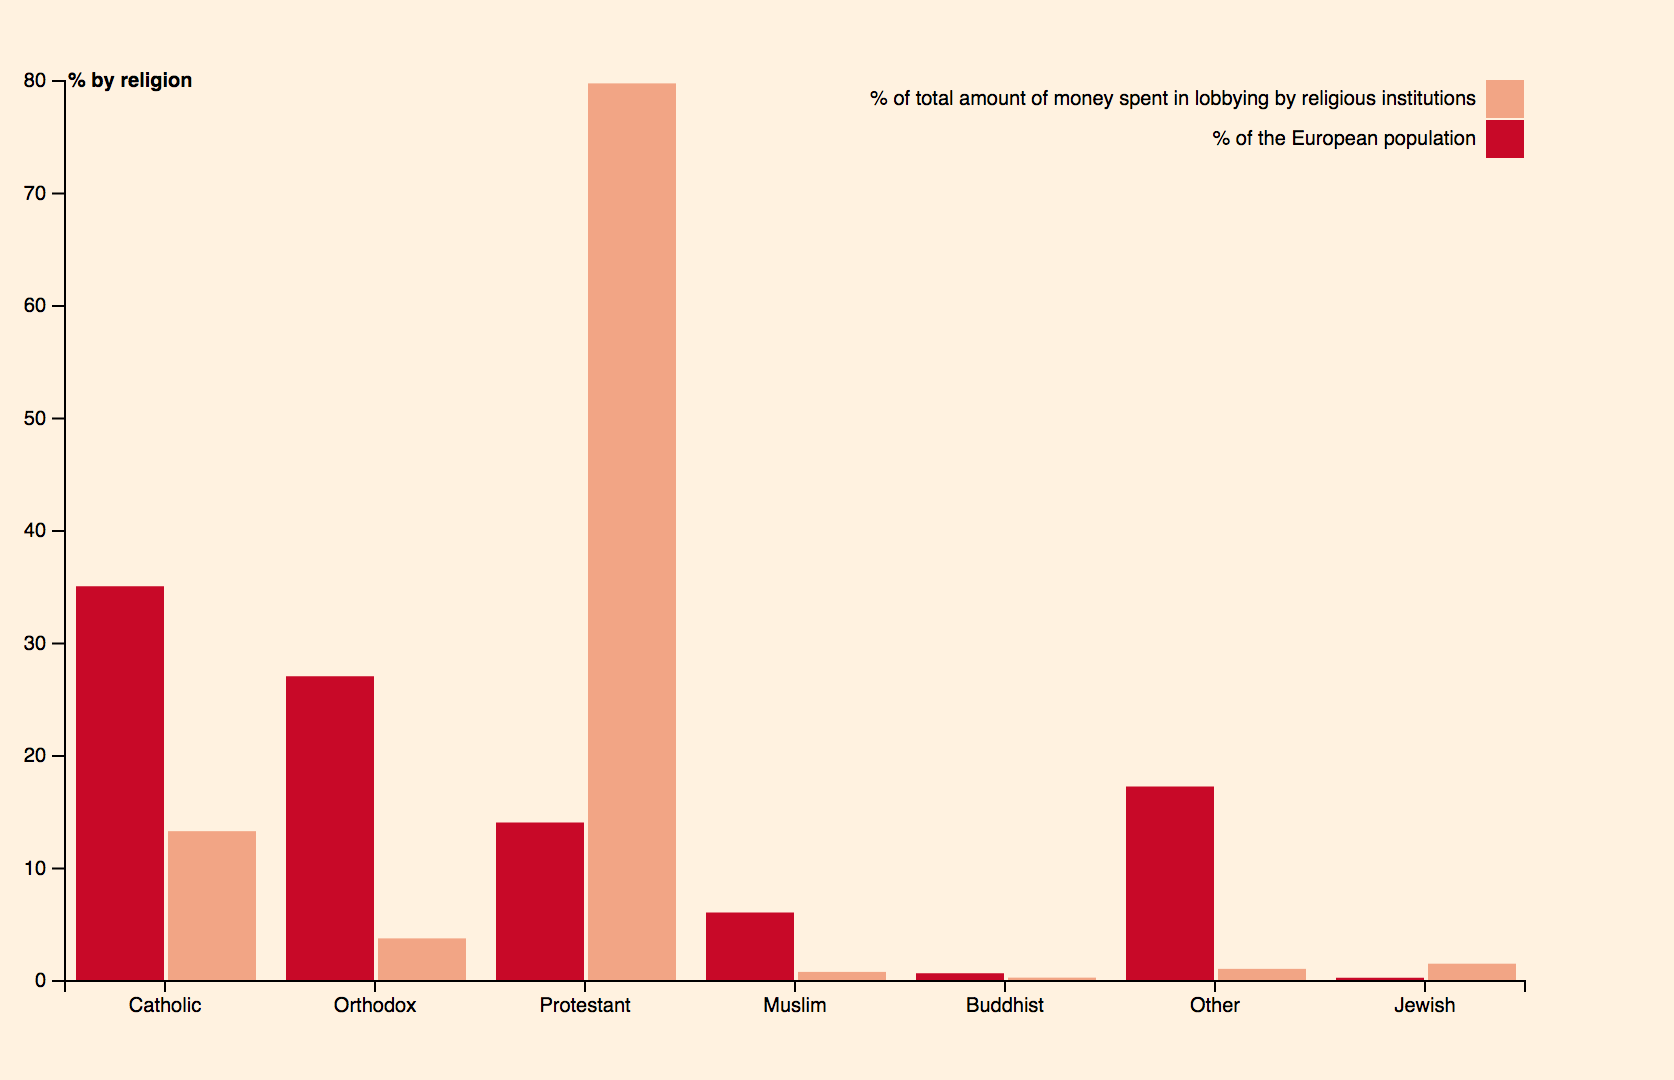 % by religion
% of total amount of money spent in lobbying by religious institutions
% of the European population
80
70
60
50
40
30
20
10
0
Catholic Orthodox Protestant Muslim Buddhist Other Jewish